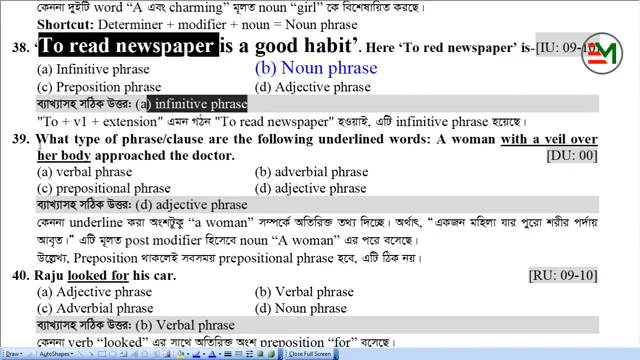 কেননা দুইটি word “A এবং charming” মূলত noun “girl” কে বিশেষায়িত করছে।
Shortcut: Determiner + modifier + noun = Noun phrase
38. ‘To read newspaper is a good habit’. Here ‘To red newspaper’ is- [IU: 09-10]
(a) Infinitive phrase (b) Noun phrase
(c) Preposition phrase (d) Adjective phrase
ব্যাখ্যাসহ সঠিক উত্তর: (a) infinitive phrase
"To + v1 + extension" এমন গঠন "To read newspaper" হওয়াই, এটি infinitive phrase হয়েছে।
39. What type of phrase/clause are the following underlined words: A woman with a veil over
her body approached the doctor. [DU: 00]
(a) verbal phrase (b) adverbial phrase
(c) prepositional phrase (d) adjective phrase
ব্যাখ্যাসহ সঠিক উত্তর: (d) adjective phrase
কেননা underline করা অংশটুকু “a woman” সম্পর্কে অতিরিক্ত তথ্য দিচ্ছে। অর্থাৎ, “একজন মহিলা যার পুরো শরীর পর্দায়
আবৃত।” এটি মূলত post modifier হিসেবে noun “A woman” এর পরে বসেছে।
উল্লেখ্য, Preposition থাকলেই সবসময় prepositional phrase হবে, এটি ঠিক নয়।
40. Raju looked for his car. [RU: 09-10]
(a) Adjective phrase (b) Verbal phrase
(c) Adverbial phrase (d) Noun phrase
ব্যাখ্যাসহ সঠিক উত্তর: (b) Verbal phrase
কেননা verb “looked” এর সাথে অতিরিক্ত অংশ preposition “for” বসেছে।
Draw AutoShapes Close Full Screen